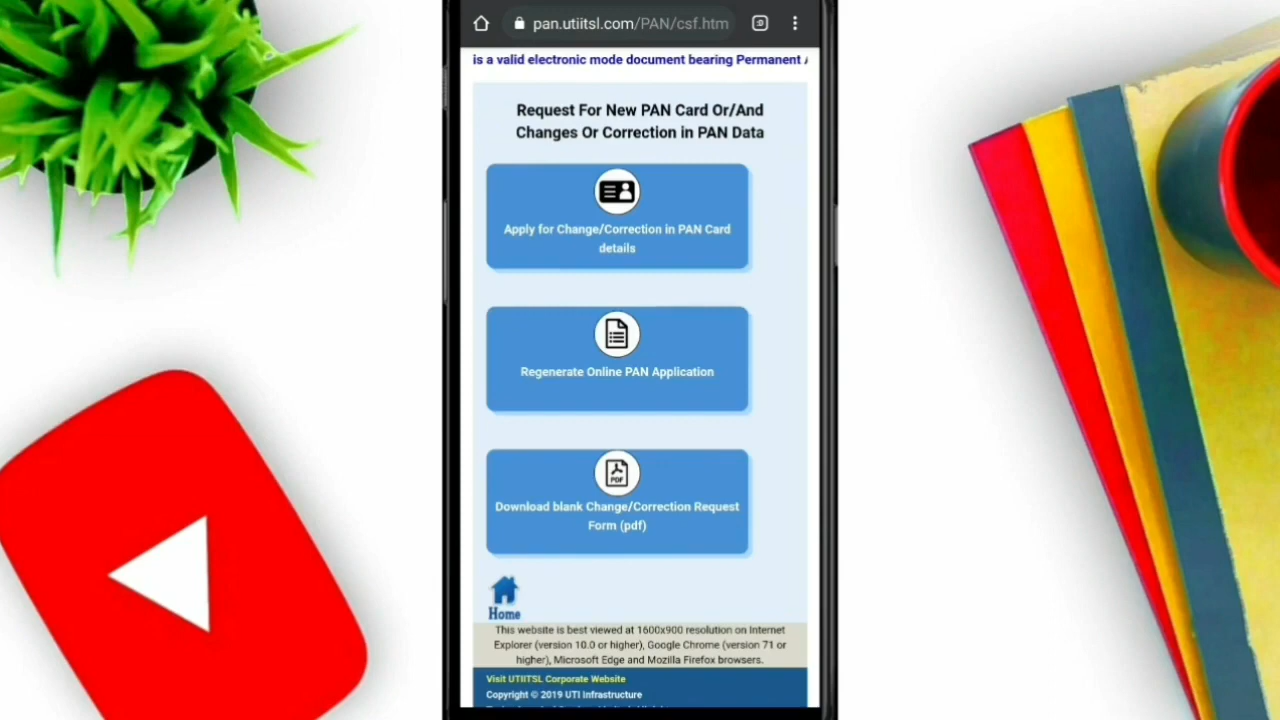 pan.utiitsl.com/PAN/csf.htm
is a valid electronic mode document bearing Permanent
Request For New PAN Card Or/And
Changes Or Correction in PAN Data
Apply for Change/Correction in PAN Card
details
Regenerate Online PAN Application
PDF
Download blank Change/Correction Request
Form (pdf)
Home
This website is best viewed at 1600x900 resolution on Internet
Explorer (version 10.0 or higher), Google Chrome (version 71 or
higher), Microsoft Edge and Mozilla Firefox browsers.
Visit UTIITSL Corporate Website
Copyright © 2019 UTI Infrastructure